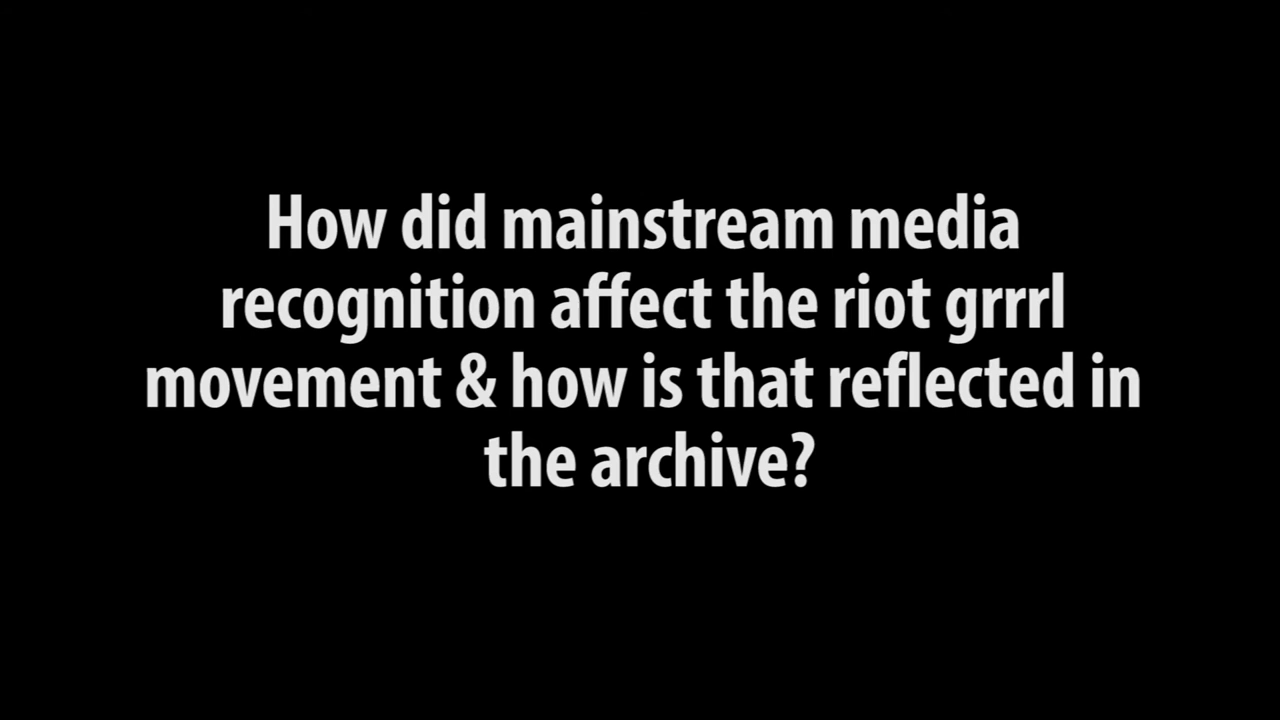 How did mainstream media
recognition affect the riot grrrl
movement & how is that reflected in
the archive?